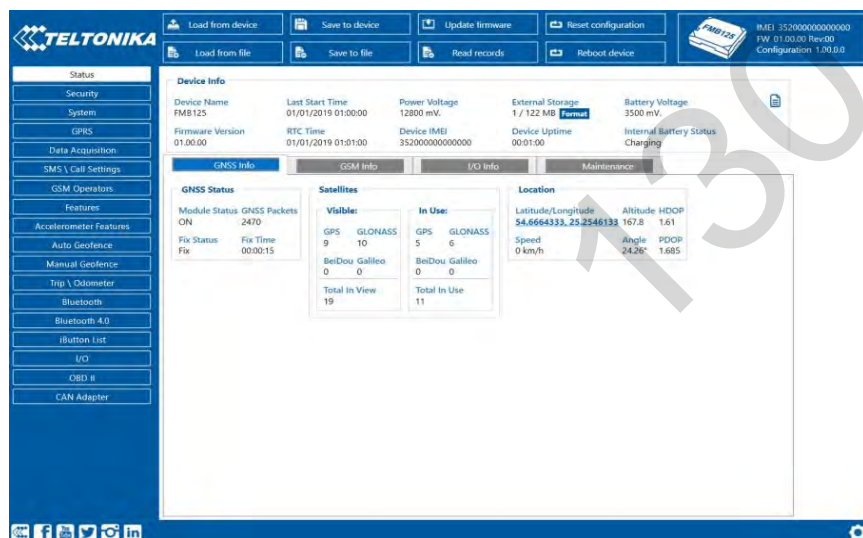 TELTONIKA
Load from device
Save to device
Update firmware
Reset configuration
Load from file
Save to file
Read records
Reboot device
FMB125
IMEI 352000000000000
FW 01.00.00 Rev:00
Configuration 1.00.0.0
Status
Security
System
GPRS
Data Acquisition
SMS \ Call Settings
GSM Operators
Features
Accelerometer Features
Auto Geofence
Manual Geofence
Trip \ Odometer
Bluetooth
Bluetooth 4.0
iButton List
I/O
OBD II
CAN Adapter
Device Info
Device Name Last Start Time Power Voltage External Storage Battery Voltage
FMB125 01/01/2019 01:00:00 12800 mV. 1 / 122 MB Format 3500 mV.
Firmware Version RTC Time Device IMEI Device Uptime Internal Battery Status
01.00.00 01/01/2019 01:01:00 352000000000000 00:01:00 Charging
GNSS Info GSM Info I/O Info Maintenance
GNSS Status
Module Status GNSS Packets
ON 2470
Fix Status Fix Time
Fix 00:00:15
Satellites
Visible:
GPS GLONASS
9 10
BeiDou Galileo
0 0
Total In View
19
In Use:
GPS GLONASS
5 6
BeiDou Galileo
0 0
Total In Use
11
Location
Latitude/Longitude Altitude HDOP
54.6664333, 25.2546133 167.8 1.61
Speed Angle PDOP
0 km/h 24.26° 1.685
130